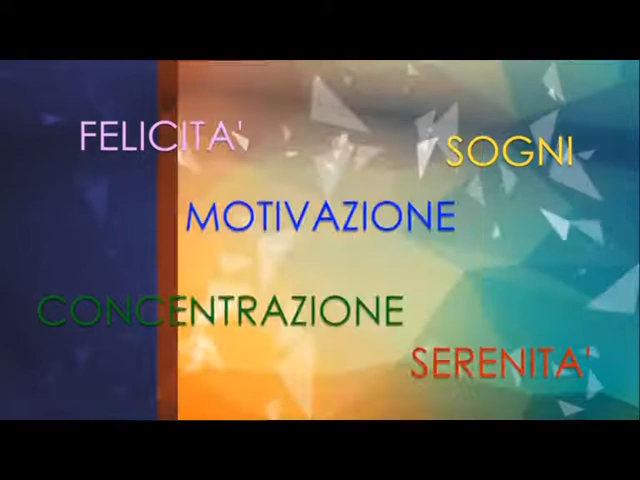 FELICITA'
SOGNI
MOTIVAZIONE
CONCENTRAZIONE
SERENITA'